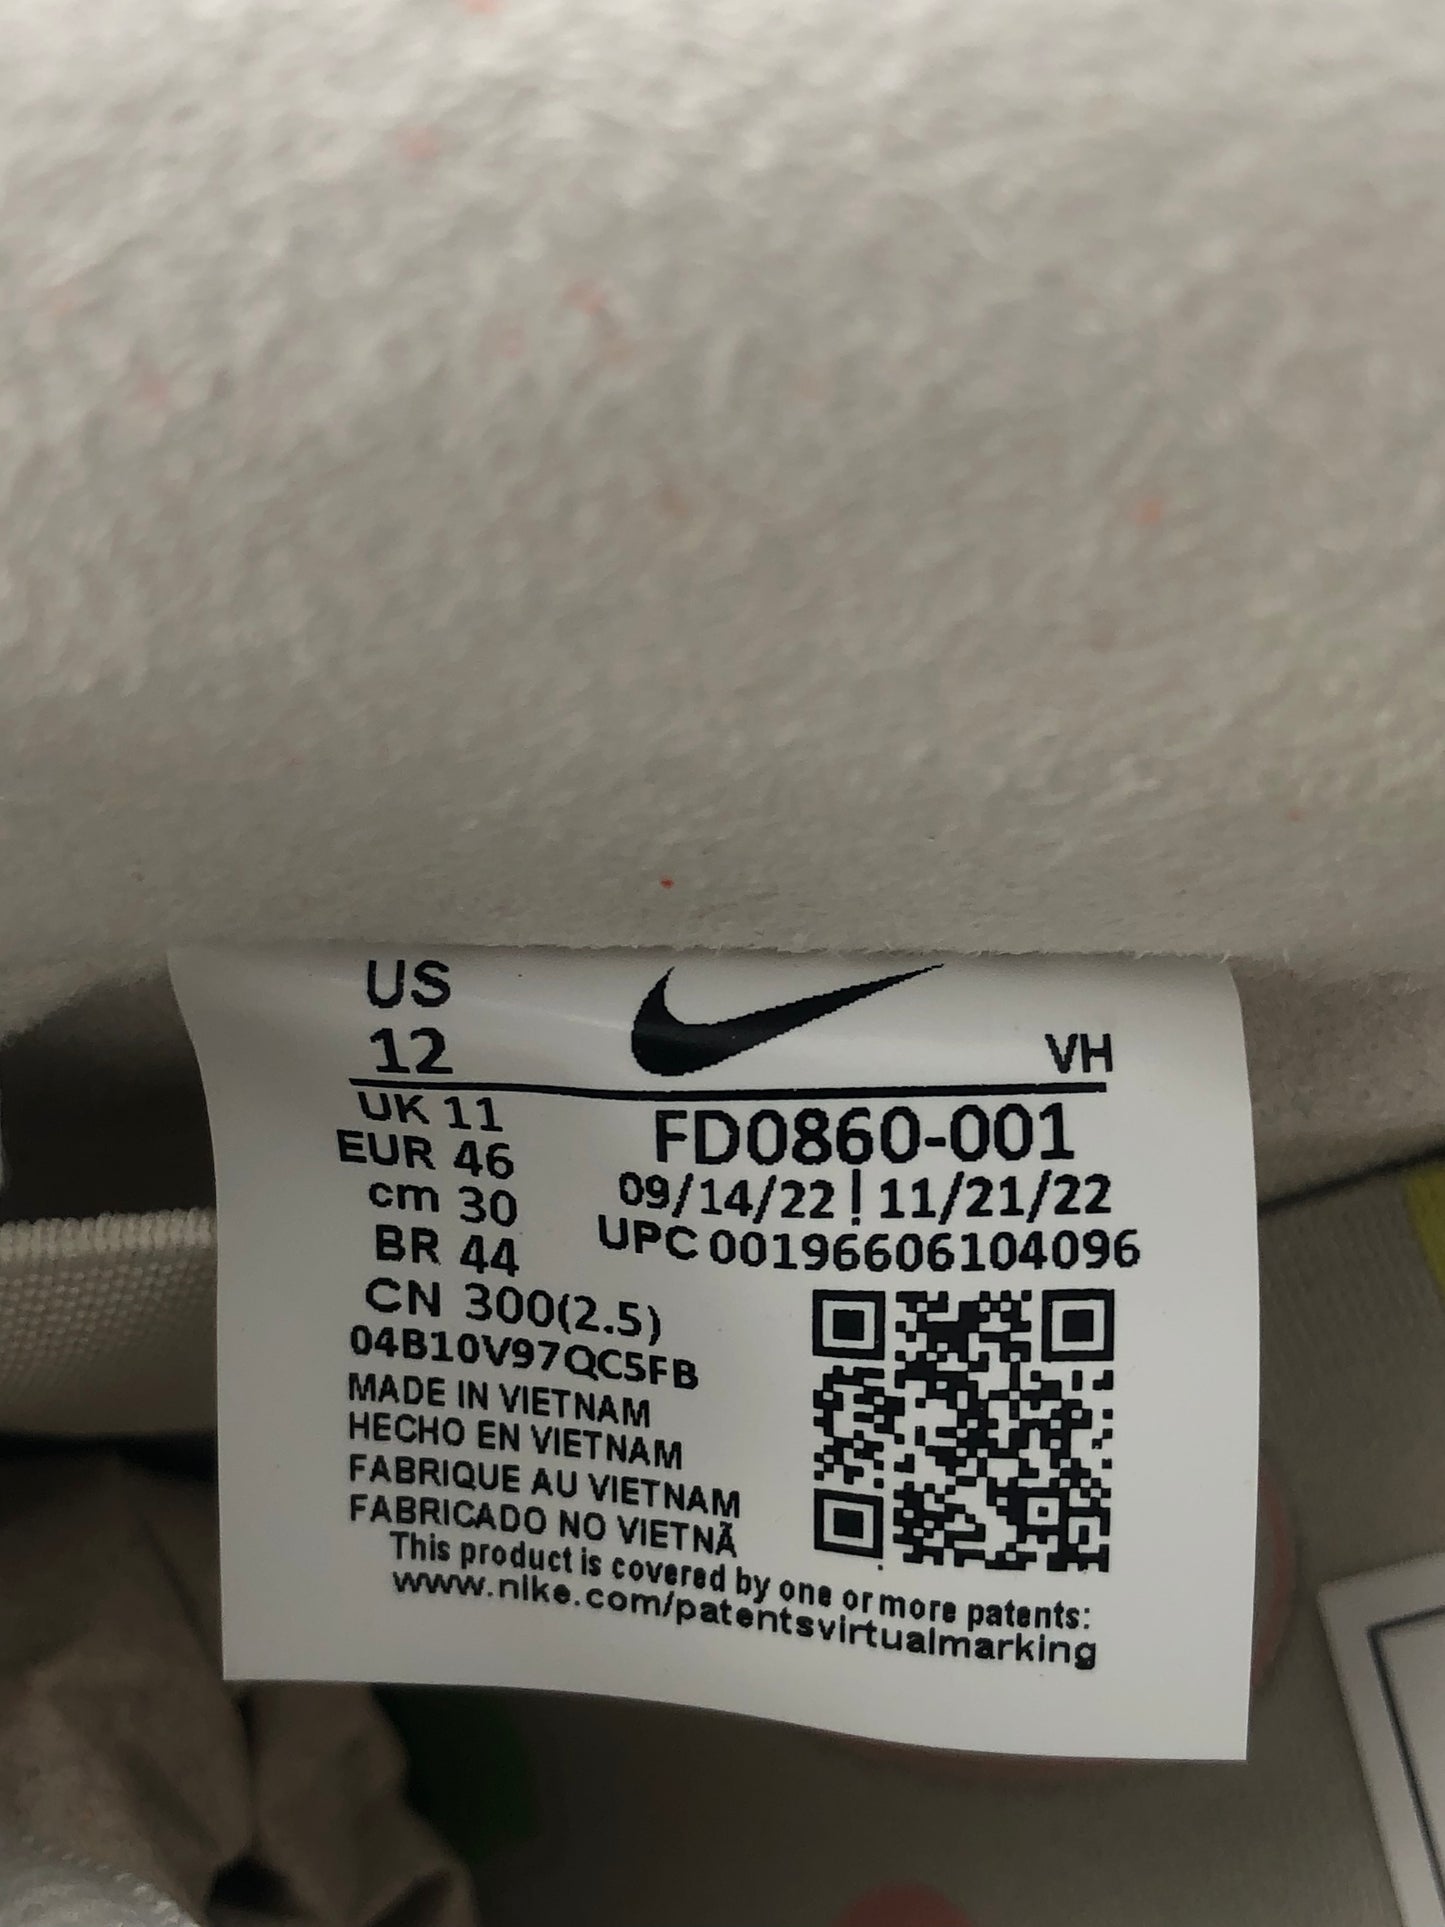 US
12
VH
UK 11
EUR 46
cm 30
BR 44
CN 300(2.5)
FD0860-001
09/14/22 ! 11/21/22
UPC 00196606104096
04B10V97QC5FB
MADE IN VIETNAM
HECHO EN VIETNAM
FABRIQUE AU VIETNAM
FABRICADO NO VIETNÃ
This product is covered by one or more patents:
www.nike.com/patentsvirtualmarking